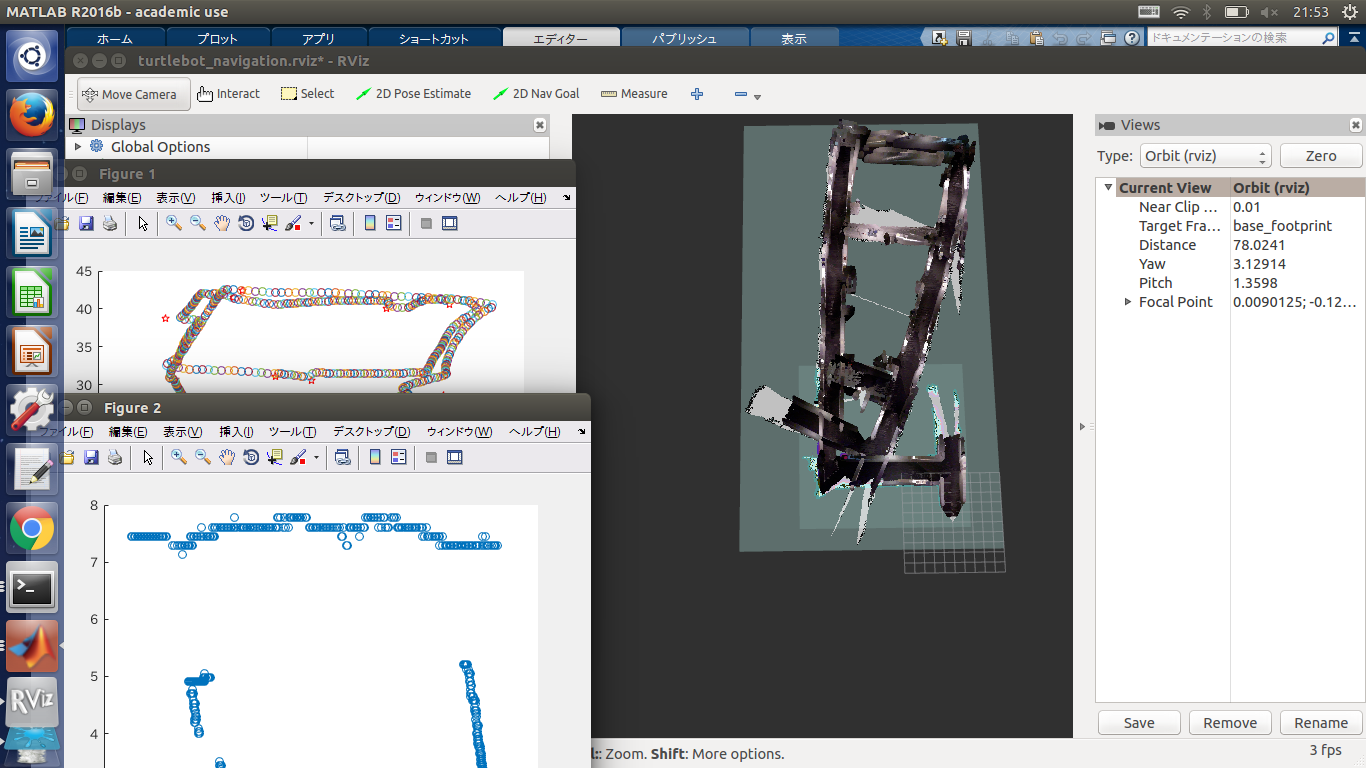 MATLAB R2016b - academic use
21:53
ホーム プロット アプリ ショートカット エディター パブリッシュ 表示
ドキュメンテーションの検索
turtlebot_navigation.rviz* - RViz
Move Camera Interact Select 2D Pose Estimate 2D Nav Goal Measure
Displays
Global Options
Views
Type: Orbit (rviz) Zero
Current View Orbit (rviz)
Near Clip ... 0.01
Target Fra... base_footprint
Distance 78.0241
Yaw 3.12914
Pitch 1.3598
Focal Point 0.0090125; -0.12...
Save Remove Rename
Figure 1
ファイル(F) 編集(E) 表示(V) 挿入(I) ツール(T) デスクトップ(D) ウィンドウ(W) ヘルプ(H)
45
40
35
30
Figure 2
ファイル(F) 編集(E) 表示(V) 挿入(I) ツール(T) デスクトップ(D) ウィンドウ(W) ヘルプ(H)
8
7
6
5
4
Zoom. Shift: More options.
3 fps
RViz